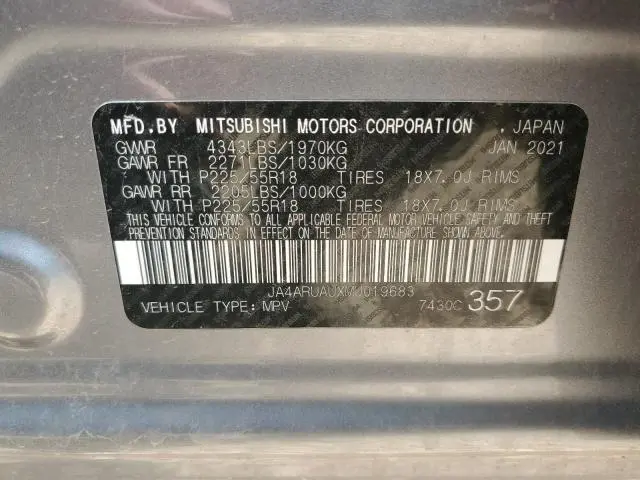 MFD.BY MITSUBISHI MOTORS CORPORATION . JAPAN
GVWR 4343LBS/1970KG JAN 2021
GAWR FR 2271LBS/1030KG
WITH P225/55R18 TIRES 18X7.0J RIMS
GAWR RR 2205LBS/1000KG
WITH P225/55R18 TIRES 18X7.0J RIMS
THIS VEHICLE CONFORMS TO ALL APPLICABLE FEDERAL MOTOR VEHICLE SAFETY AND THEFT
PREVENTION STANDARDS IN EFFECT ON THE DATE OF MANUFACTURE SHOWN ABOVE.
JA4ARUAUXMU019683
VEHICLE TYPE: MPV 7430C 357